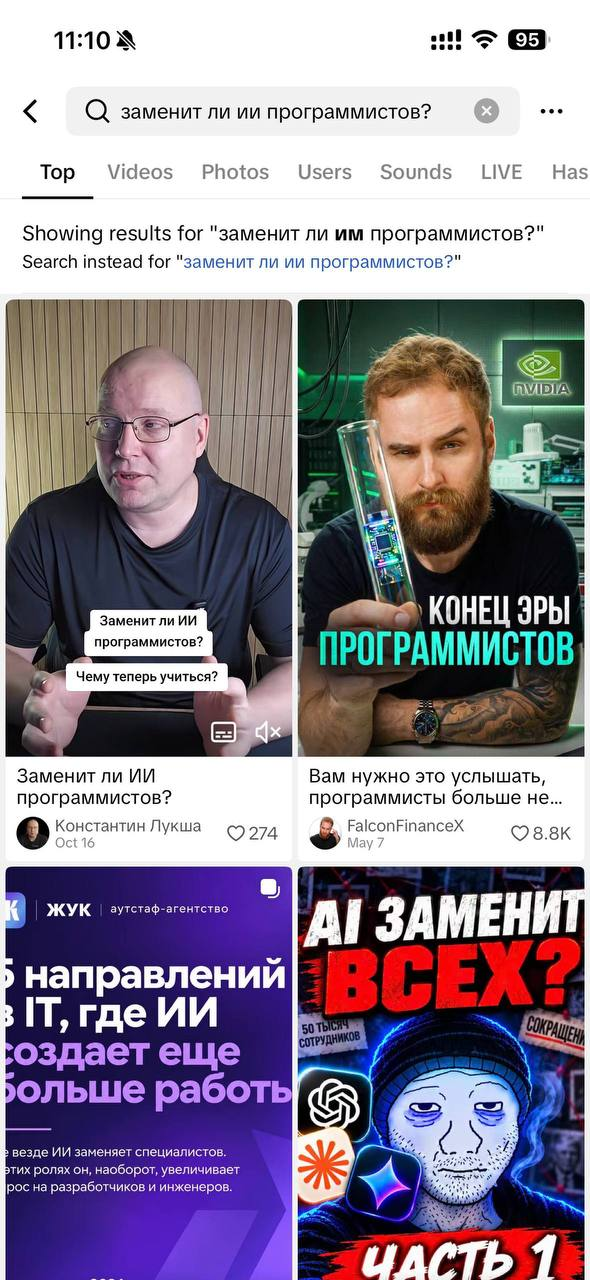 11:10
95
заменит ли ии программистов?
Top Videos Photos Users Sounds LIVE Has
Showing results for "заменит ли им программистов?"
Search instead for "заменит ли ии программистов?"
Заменит ли ИИ
программистов?
Чему теперь учиться?
Заменит ли ИИ
программистов?
Константин Лукша
Oct 16
274
NVIDIA
КОНЕЦ ЭРЫ
ПРОГРАММИСТОВ
Вам нужно это услышать,
программисты больше не...
FalconFinanceX
May 7
8.8K
ЖУК | аутстаф-агентство
5 направлений
в IT, где ИИ
создает еще
больше работы
е везде ИИ заменяет специалистов.
этих ролях он, наоборот, увеличивает
рос на разработчиков и инженеров.
AI ЗАМЕНИТ
ВСЕХ?
50 ТЫСЯЧ
СОТРУДНИКОВ
СОКРАЩЕН
ЧАСТЬ 1